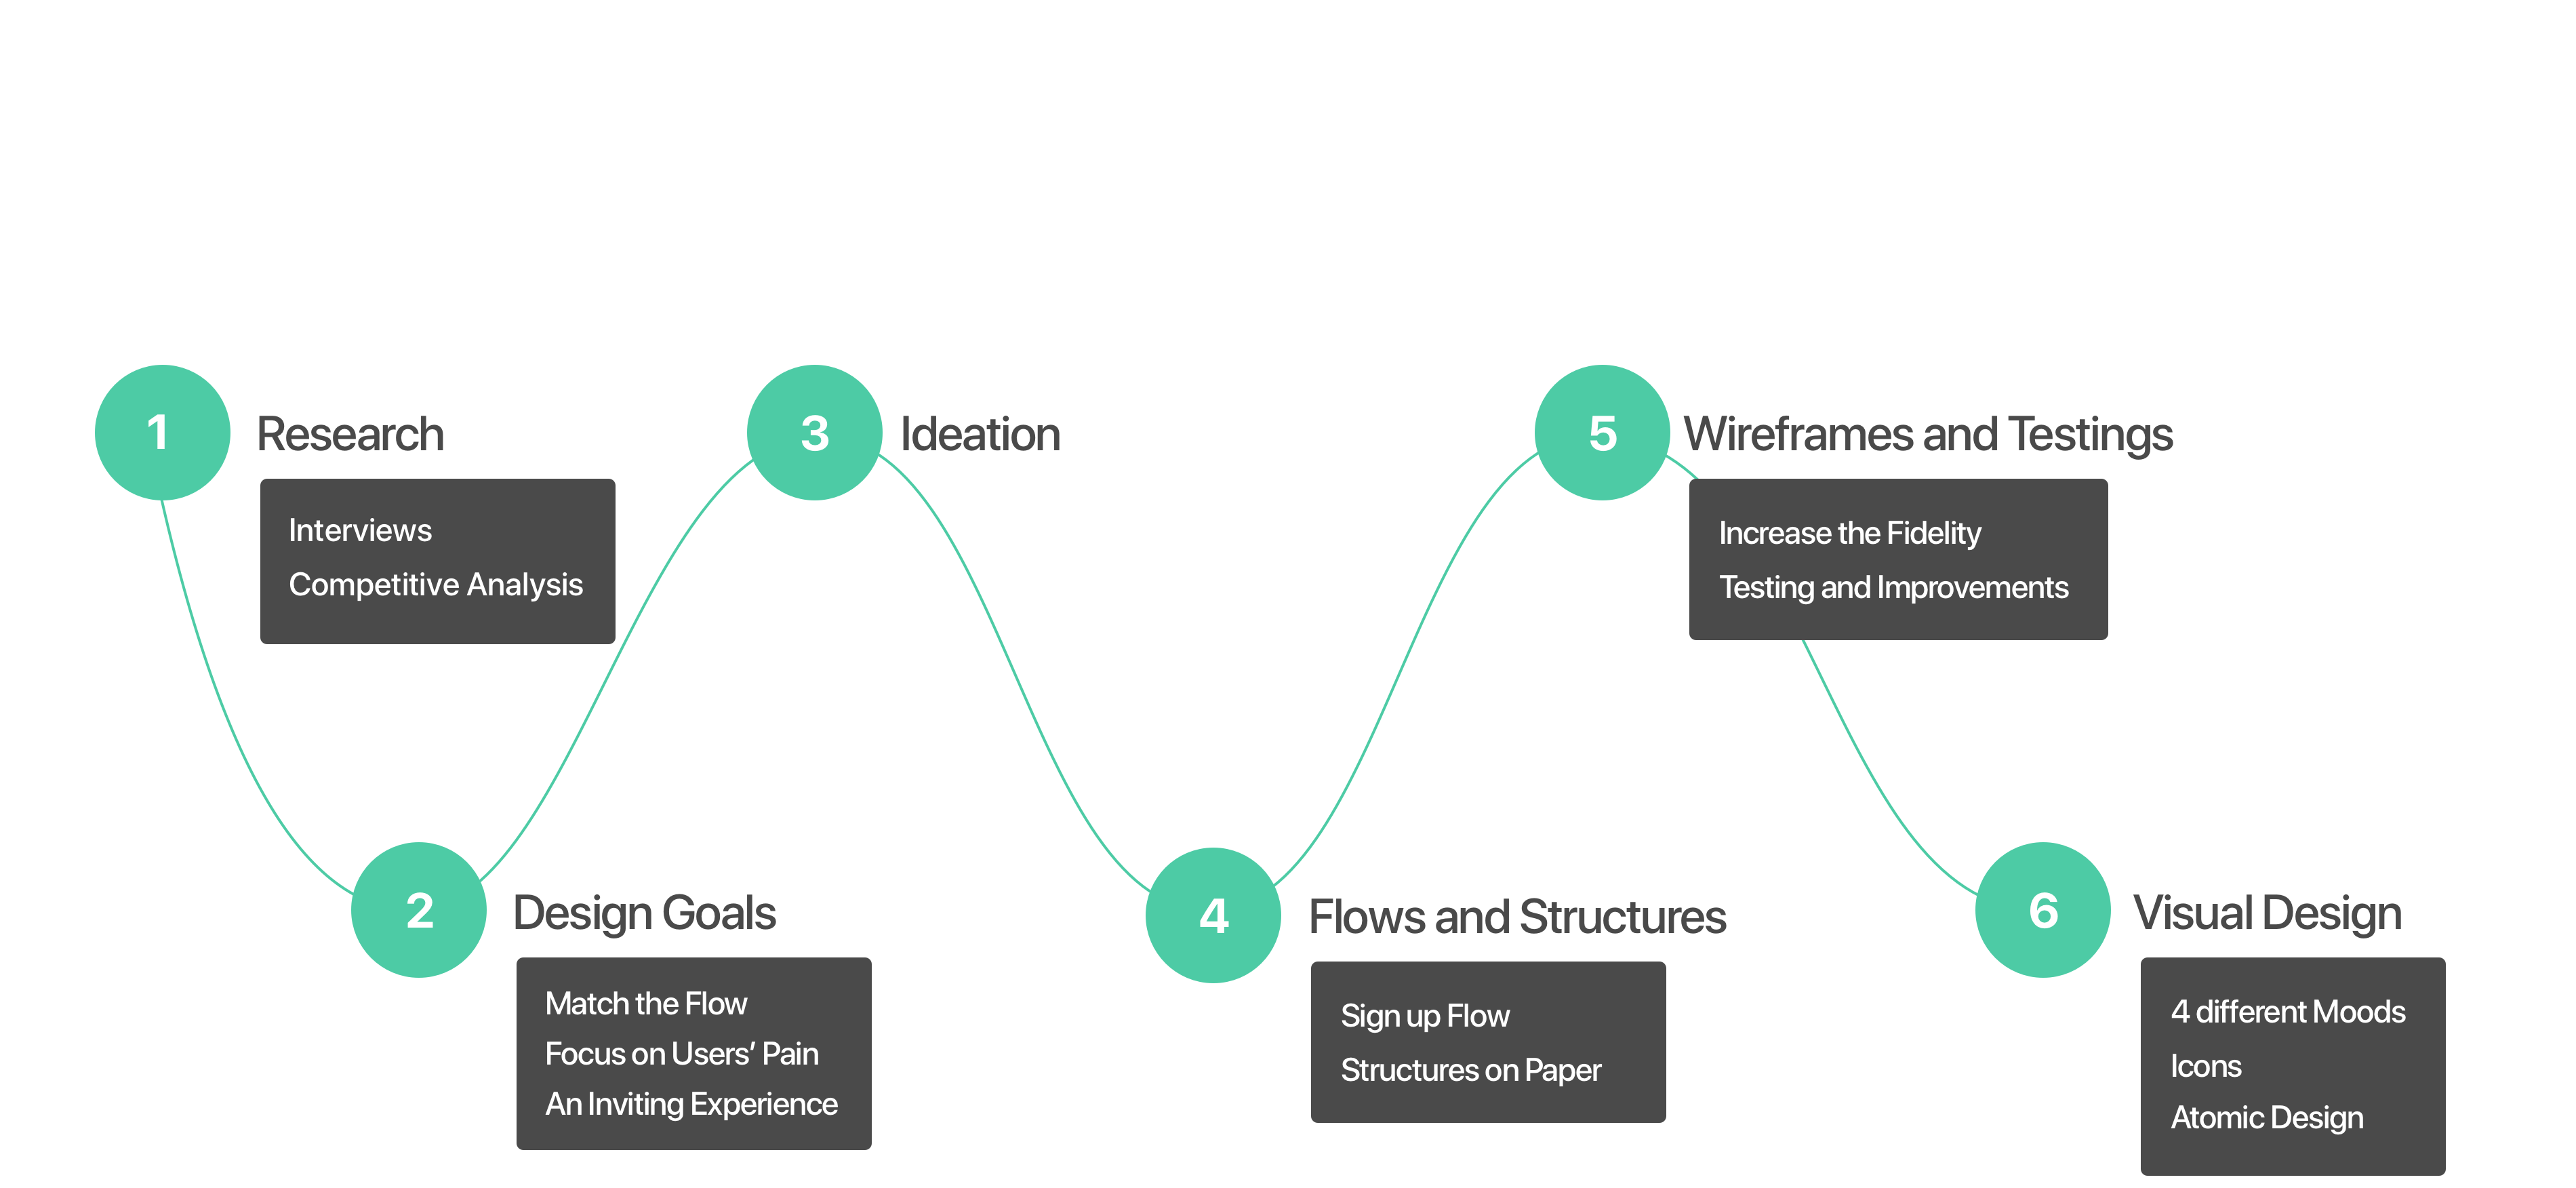 1
Research
Interviews
Competitive Analysis
2
Design Goals
Match the Flow
Focus on Users’ Pain
An Inviting Experience
3
Ideation
4
Flows and Structures
Sign up Flow
Structures on Paper
5
Wireframes and Testings
Increase the Fidelity
Testing and Improvements
6
Visual Design
4 different Moods
Icons
Atomic Design